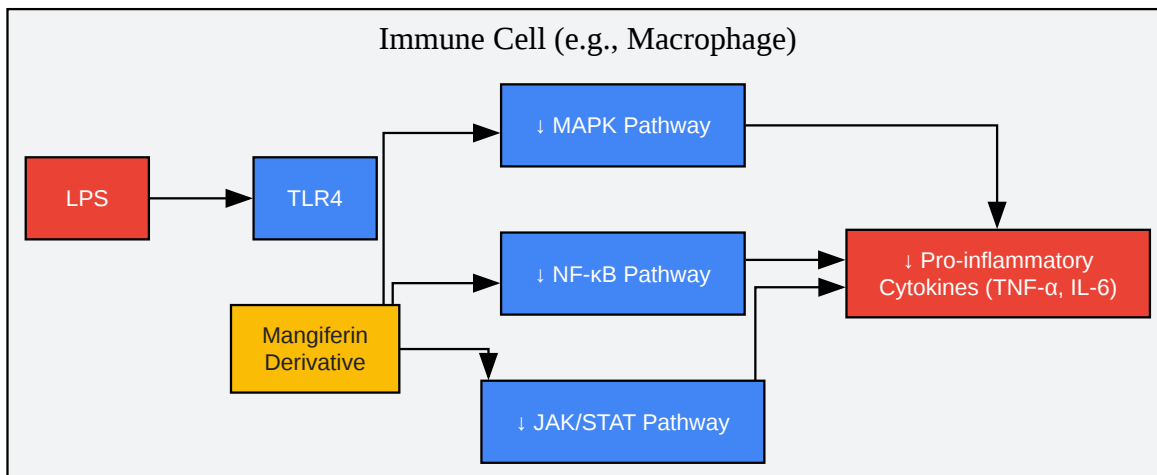 Immune Cell (e.g., Macrophage)
↓ MAPK Pathway
LPS
TLR4
↓ NF-κB Pathway
↓ Pro-inflammatory
Cytokines (TNF-α, IL-6)
Mangiferin
Derivative
↓ JAK/STAT Pathway